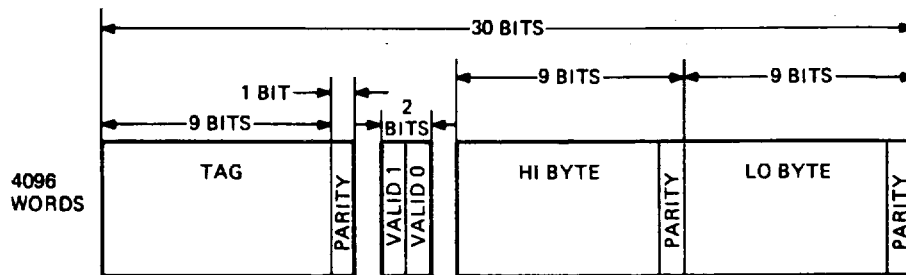 30 BITS
9 BITS
9 BITS
1 BIT
2
BITS
9 BITS
4096
WORDS
TAG
PARITY
VALID 1
VALID 0
HI BYTE
PARITY
LO BYTE
PARITY